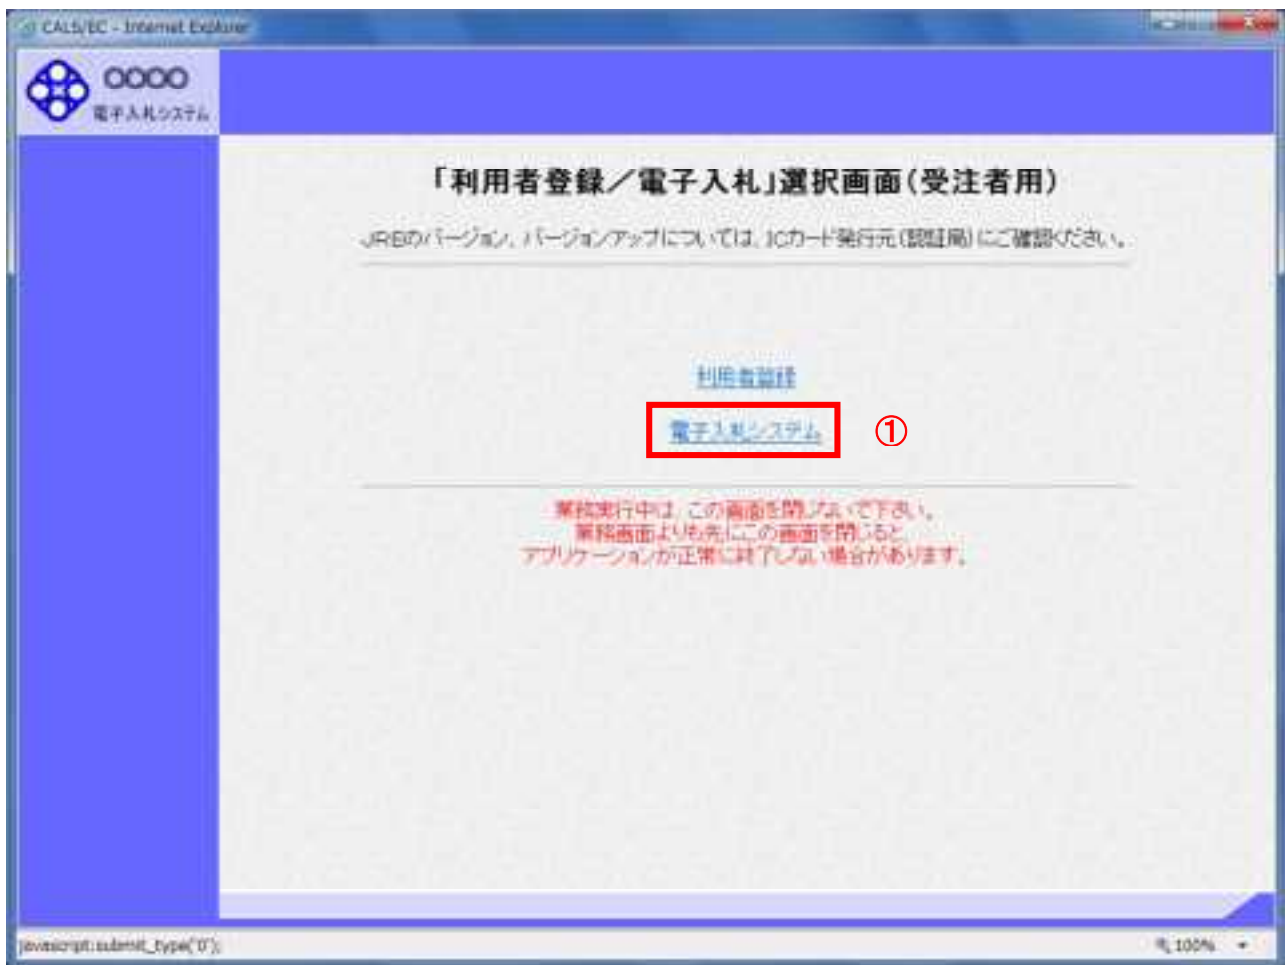 CALS/EC - Internet Explorer
○○○○
電子入札システム
「利用者登録／電子入札」選択画面(受注者用)
JREのバージョン、バージョンアップについては、ICカード発行元(認証局)にご確認ください。
利用者登録
電子入札システム
①
業務実行中は、この画面を閉じないで下さい。
業務画面よりも先にこの画面を閉じると
アプリケーションが正常に終了しない場合があります。
javascript:submit_type('0');
100%